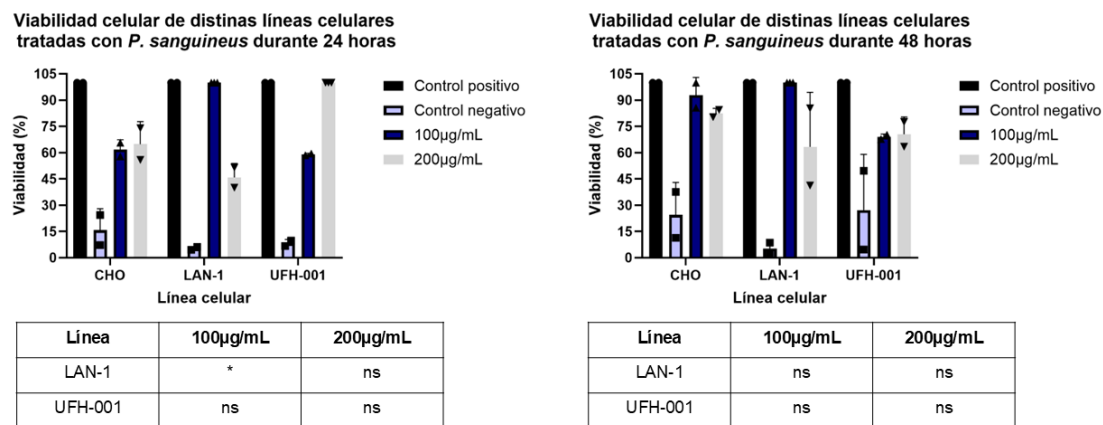 Viabilidad celular de distinas líneas celulares
tratadas con P. sanguineus durante 24 horas
Viabilidad (%)
105
90
75
60
45
30
15
0
CHO
LAN-1
UFH-001
Línea celular
Control positivo
Control negativo
100µg/mL
200µg/mL
Línea 100µg/mL 200µg/mL
LAN-1 * ns
UFH-001 ns ns
Viabilidad celular de distintas líneas celulares
tratadas con P. sanguineus durante 48 horas
Viabilidad (%)
105
90
75
60
45
30
15
0
CHO
LAN-1
UFH-001
Línea celular
Control positivo
Control negativo
100µg/mL
200µg/mL
Línea 100µg/mL 200µg/mL
LAN-1 ns ns
UFH-001 ns ns